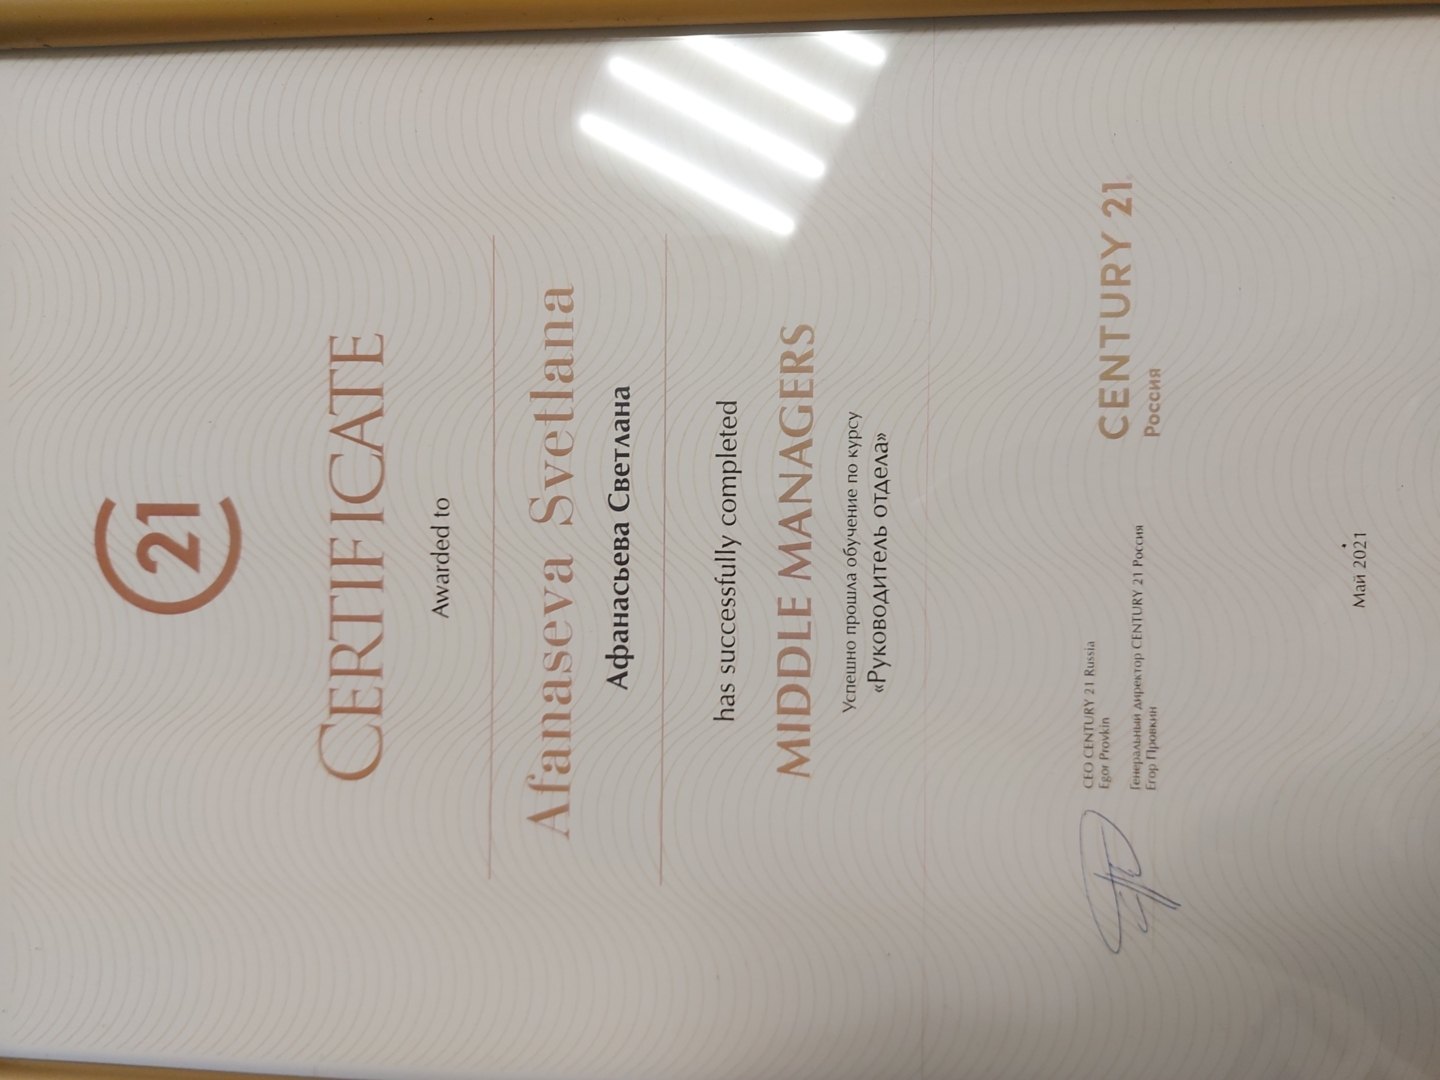 21
CERTIFICATE
Awarded to
Afanaseva Svetlana
Афанасьева Светлана
has successfully completed
MIDDLE MANAGERS
Успешно прошла обучение по курсу
«Руководитель отдела»
CEO CENTURY 21 Russia
Egor Provkin
Генеральный директор CENTURY 21 Россия
Егор Провкин
CENTURY 21
Россия
Май 2021